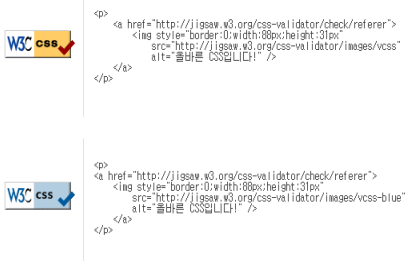 W3C css
<p>
<a href="http://jigsaw.w3.org/css-validator/check/referer">
<img style="border:0;width:88px;height:31px"
src="http://jigsaw.w3.org/css-validator/images/vcss"
alt="올바른 CSS입니다!" />
</a>
</p>
W3C css
<p>
<a href="http://jigsaw.w3.org/css-validator/check/referer">
<img style="border:0;width:88px;height:31px"
src="http://jigsaw.w3.org/css-validator/images/vcss-blue"
alt="올바른 CSS입니다!" />
</a>
</p>